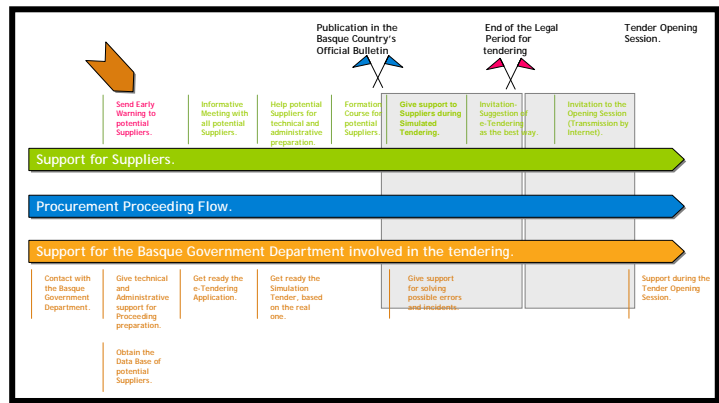 Publication in the
Basque Country's
Official Bulletin
End of the Legal
Period for
tendering
Tender Opening
Session.
Send Early
Warning to
potential
Suppliers.
Informative
Meeting with
all potential
Suppliers.
Help potential
Suppliers for
technical and
administrative
preparation.
Formation
Course for
potential
Suppliers.
Give support to
Suppliers during
Simulated
Tendering.
Invitation-
Suggestion of
e-Tendering
as the best way.
Invitation to the
Opening Session
(Transmission by
Internet).
Support for Suppliers.
Procurement Proceeding Flow.
Support for the Basque Government Department involved in the tendering.
Contact with
the Basque
Government
Department.
Give technical
and
Administrative
support for
Proceeding
preparation.
Get ready the
e-Tendering
Application.
Get ready the
Simulation
Tender, based
on the real
one.
Give support
for solving
possible errors
and incidents.
Support during the
Tender Opening
Session.
Obtain the
Data Base of
potential
Suppliers.